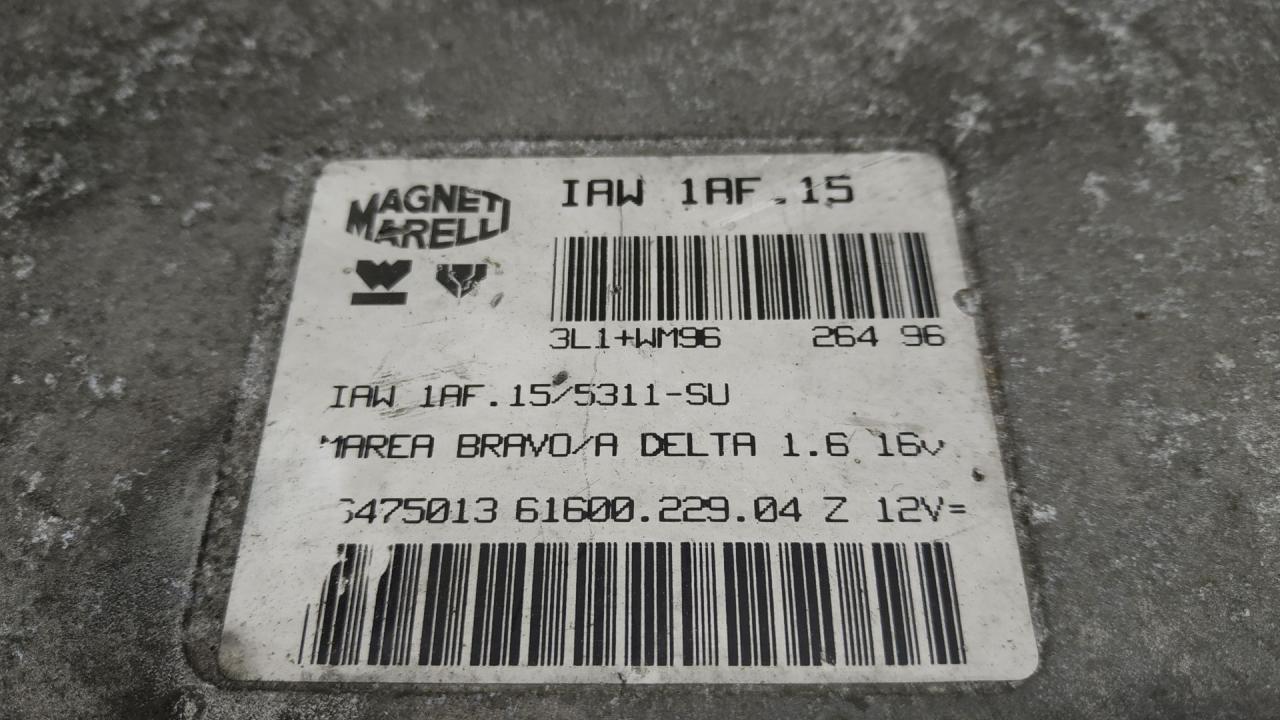 MAGNETI MARELLI
IAW 1AF.15
3L1+WM96 264 96
IAW 1AF.15/5311-SU
MAREA BRAVO/A DELTA 1.6 16v
61600.229.04 Z 12V=